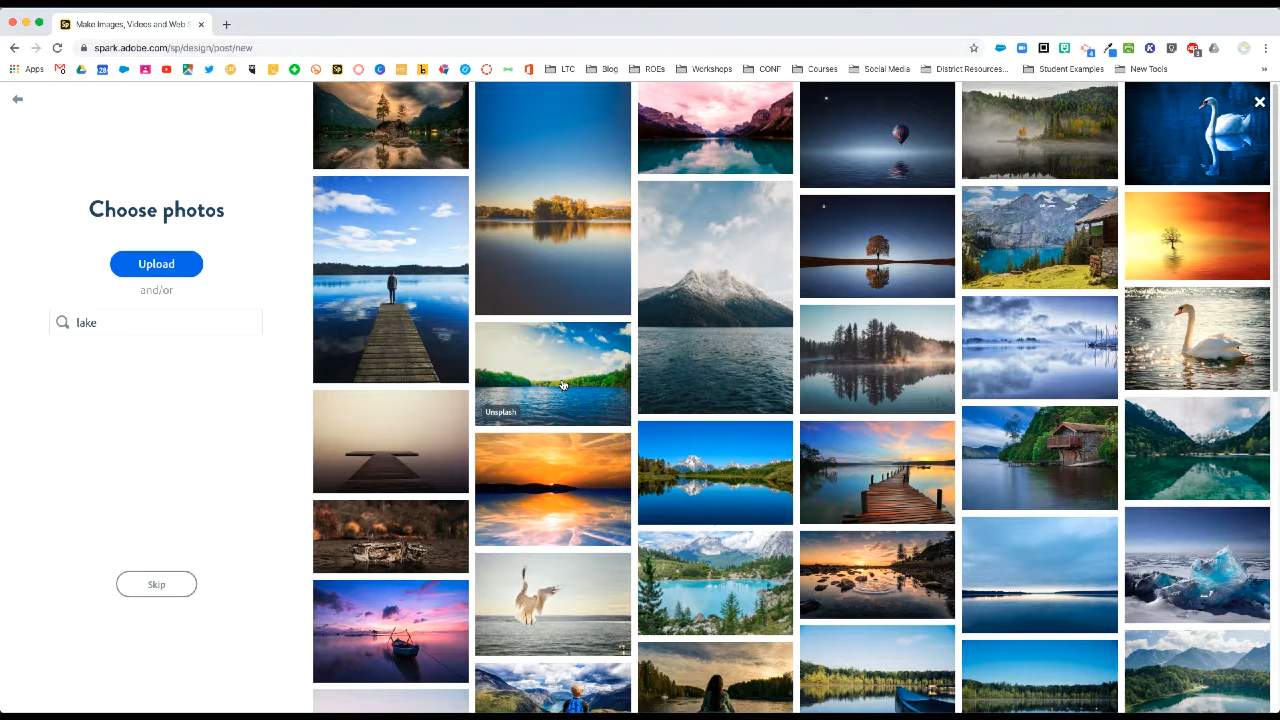 Make Images, Videos and Web S
spark.adobe.com/sp/design/post/new
Apps
LTC
Blog
ROEs
Workshops
CONF
Courses
Social Media
District Resources...
Student Examples
New Tools
Choose photos
Upload
and/or
lake
Skip
Unsplash